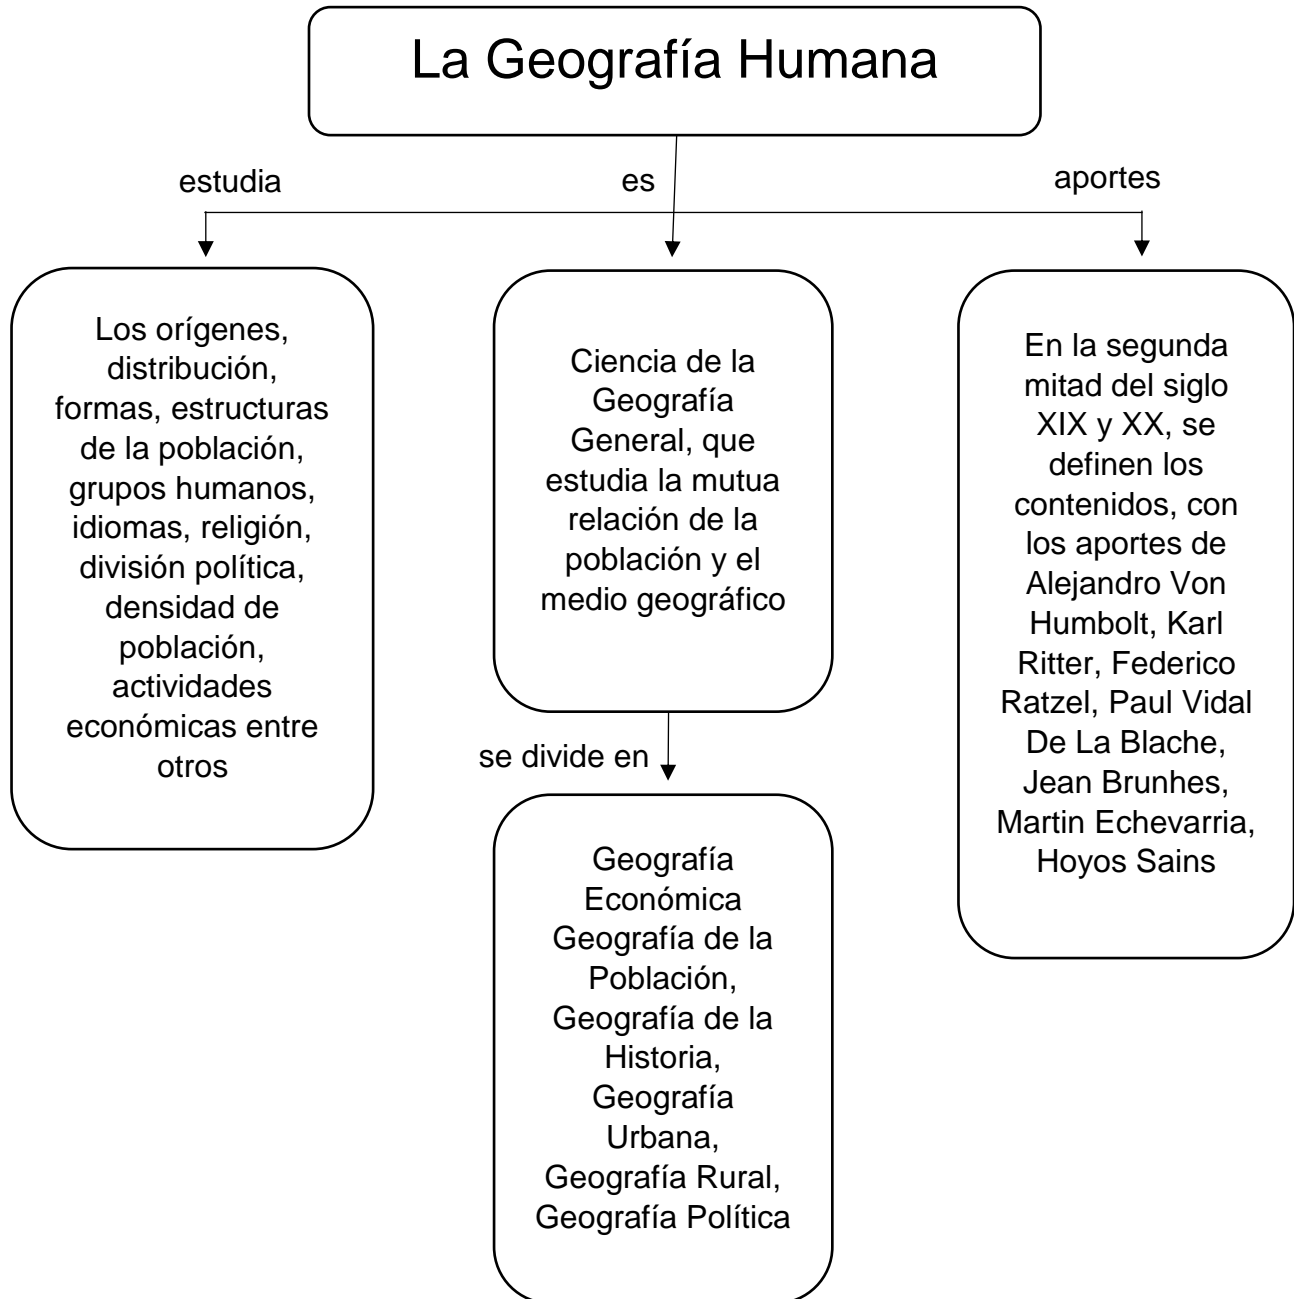 La Geografía Humana
estudia
es
aportes
Los orígenes,
distribución,
formas, estructuras
de la población,
grupos humanos,
idiomas, religión,
división política,
densidad de
población,
actividades
económicas entre
otros
Ciencia de la
Geografía
General, que
estudia la mutua
relación de la
población y el
medio geográfico
En la segunda
mitad del siglo
XIX y XX, se
definen los
contenidos, con
los aportes de
Alejandro Von
Humbolt, Karl
Ritter, Federico
Ratzel, Paul Vidal
De La Blache,
Jean Brunhes,
Martin Echevarria,
Hoyos Sains
se divide en
Geografía
Económica
Geografía de la
Población,
Geografía de la
Historia,
Geografía
Urbana,
Geografía Rural,
Geografía Política